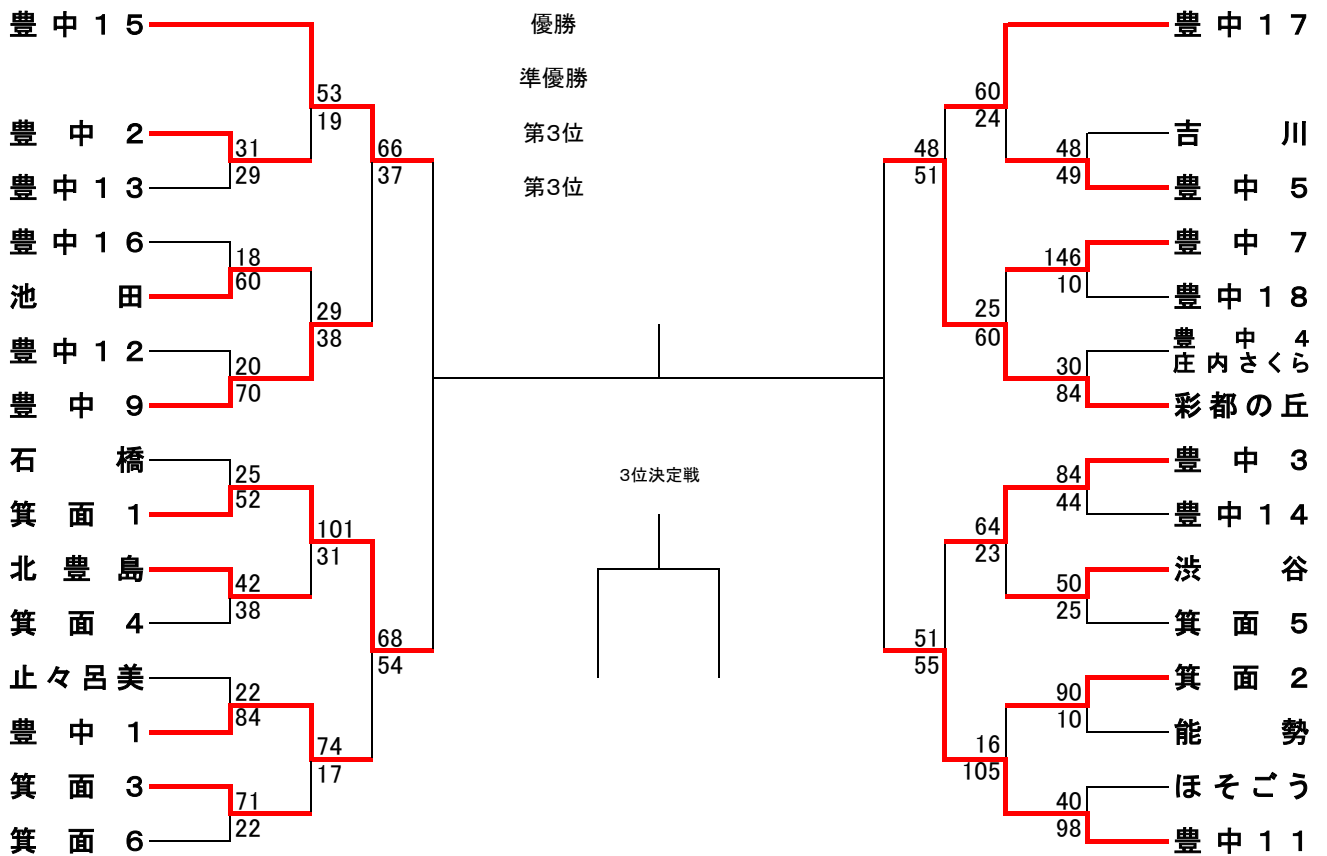 豊中１５
53
19
豊中２
31
29
豊中１３
66
37
豊中１６
18
60
池田
29
38
豊中１２
20
70
豊中９
石橋
25
52
箕面１
101
31
北豊島
42
38
箕面４
68
54
止々呂美
22
84
豊中１
74
17
箕面３
71
22
箕面６
優勝
準優勝
第3位
第3位
3位決定戦
豊中１７
60
24
吉川
48
49
豊中５
48
51
豊中７
146
10
豊中１８
25
60
豊中４
庄内さくら
30
84
彩都の丘
豊中３
84
44
豊中１４
64
23
渋谷
50
25
箕面５
51
55
箕面２
90
10
能勢
16
105
ほそごう
40
98
豊中１１